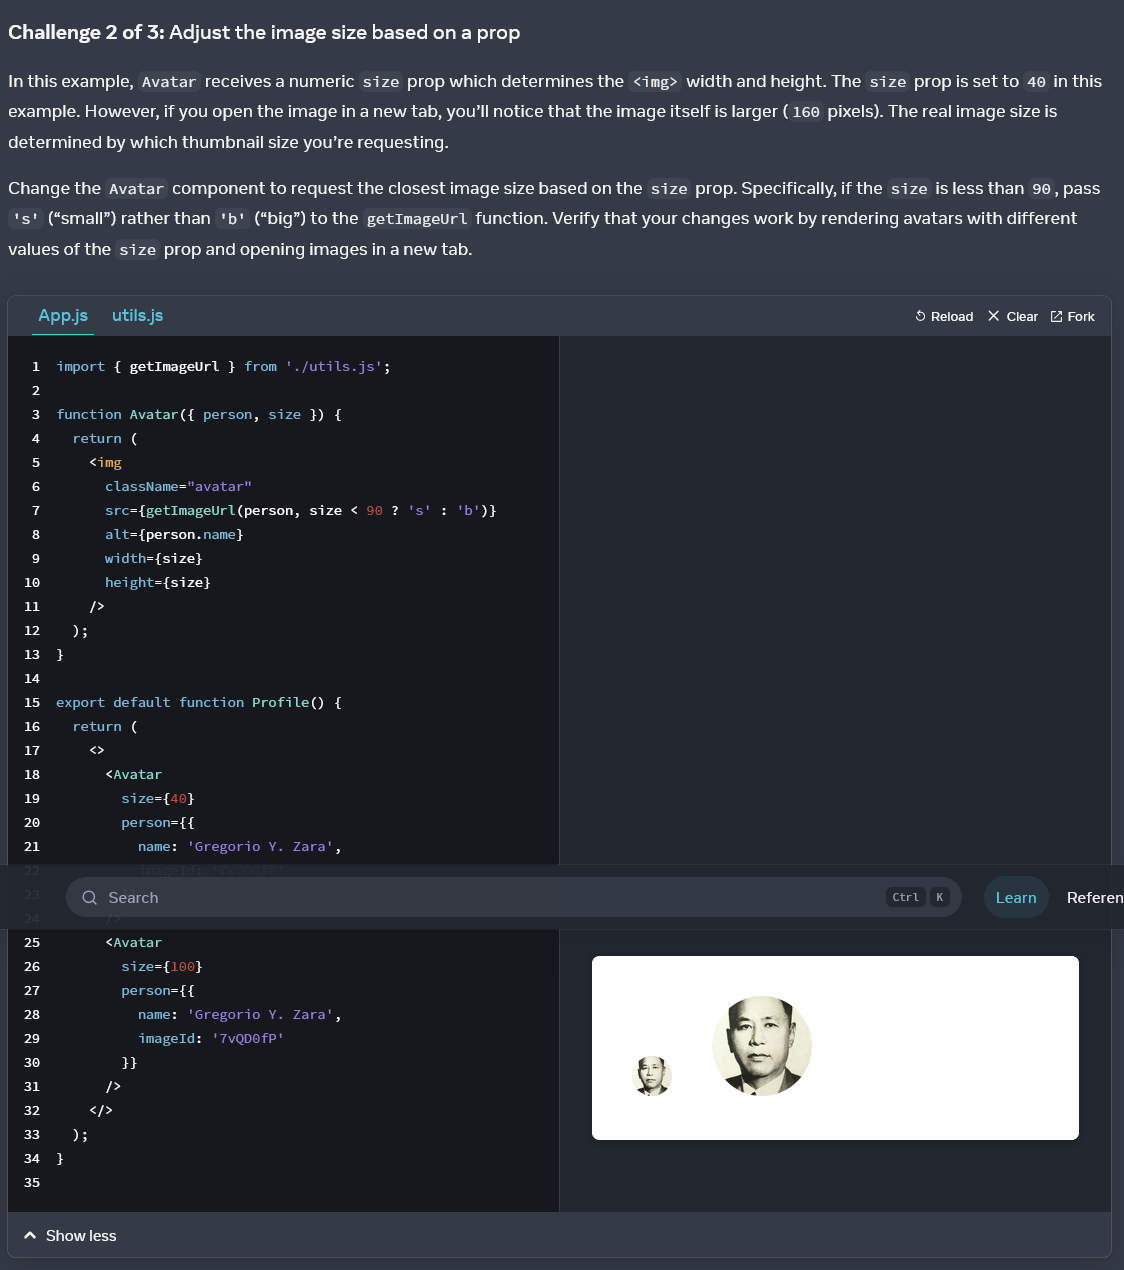 Challenge 2 of 3: Adjust the image size based on a prop
In this example, Avatar receives a numeric size prop which determines the <img> width and height. The size prop is set to 40 in this
example. However, if you open the image in a new tab, you’ll notice that the image itself is larger (160 pixels). The real image size is
determined by which thumbnail size you’re requesting.
Change the Avatar component to request the closest image size based on the size prop. Specifically, if the size is less than 90, pass
's' (“small”) rather than 'b' (“big”) to the getImageUrl function. Verify that your changes work by rendering avatars with different
values of the size prop and opening images in a new tab.
App.js utils.js Reload Clear Fork
1 import { getImageUrl } from './utils.js';
2
3 function Avatar({ person, size }) {
4   return (
5     <img
6       className="avatar"
7       src={getImageUrl(person, size < 90 ? 's' : 'b')}
8       alt={person.name}
9       width={size}
10       height={size}
11     />
12   );
13 }
14
15 export default function Profile() {
16   return (
17     <>
18       <Avatar
19         size={40}
20         person={{
21           name: 'Gregorio Y. Zara',
22           imageId:
23
Search Ctrl K Learn Referen
24       />
25       <Avatar
26         size={100}
27         person={{
28           name: 'Gregorio Y. Zara',
29           imageId: '7vQD0fP'
30         }}
31       />
32     </>
33   );
34 }
35
Show less